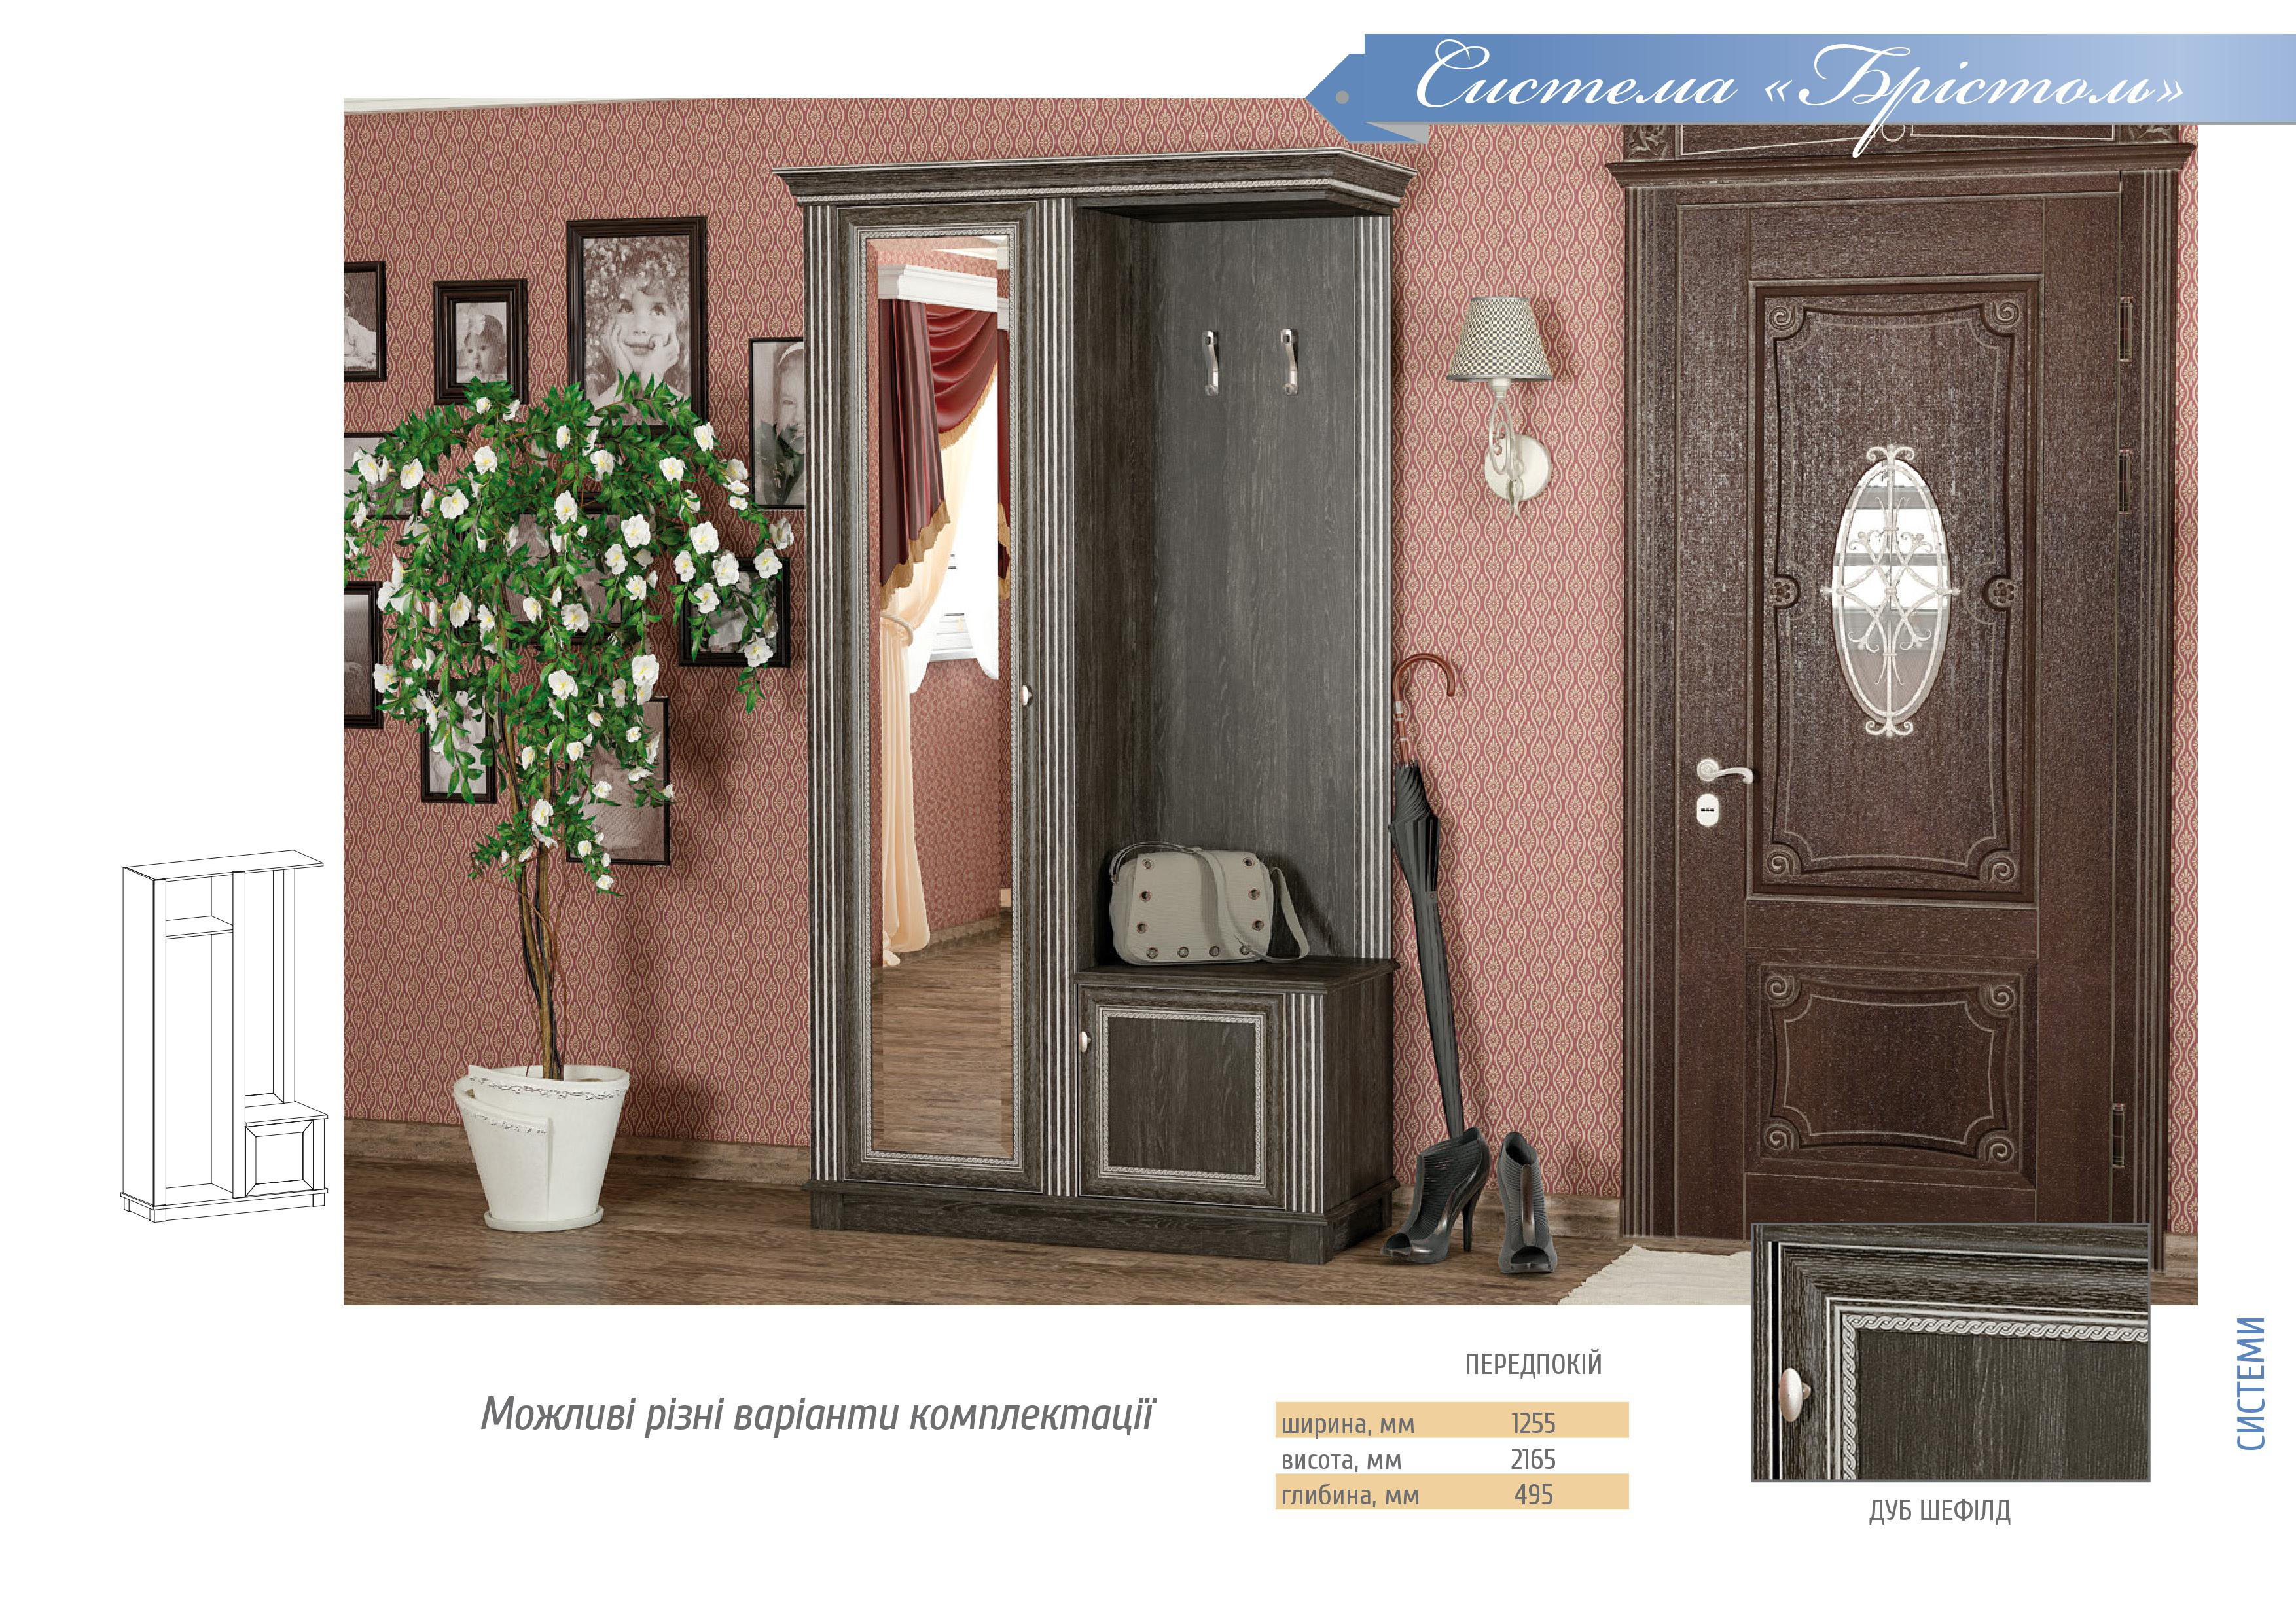 Система «Брістоль»
Можливі різні варіанти комплектації
ПЕРЕДПОКІЙ
ширина, мм 1255
висота, мм 2165
глибина, мм 495
ДУБ ШЕФІЛД
СИСТЕМИ